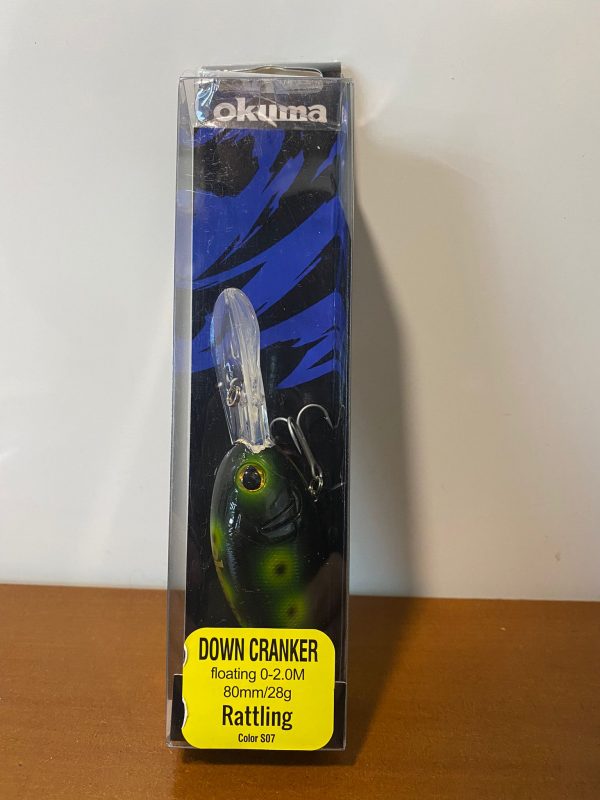 okuma
DOWN CRANKER
floating 0-2.0M
80mm/28g
Rattling
Color S07